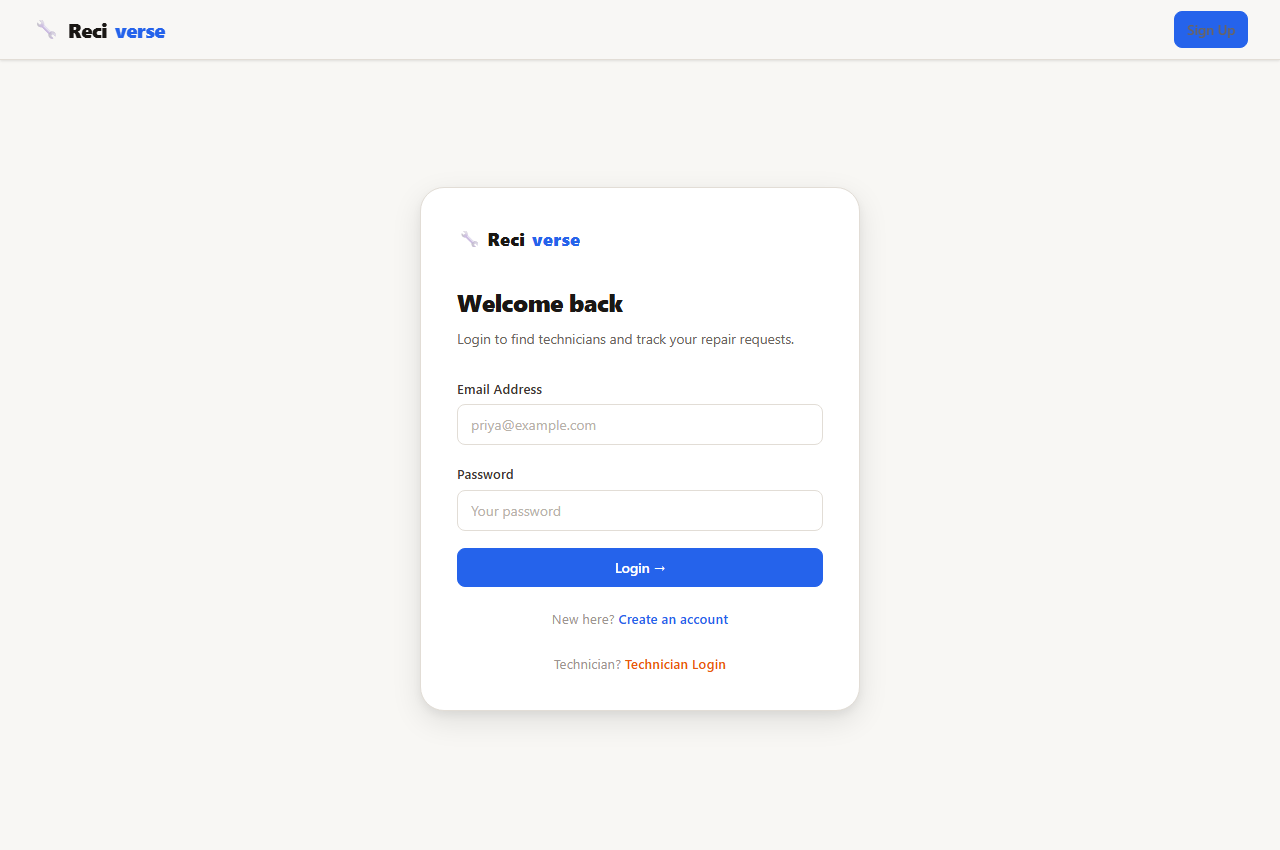 Reci verse
Sign Up
Reci verse
Welcome back
Login to find technicians and track your repair requests.
Email Address
priya@example.com
Password
Your password
Login →
New here? Create an account
Technician? Technician Login